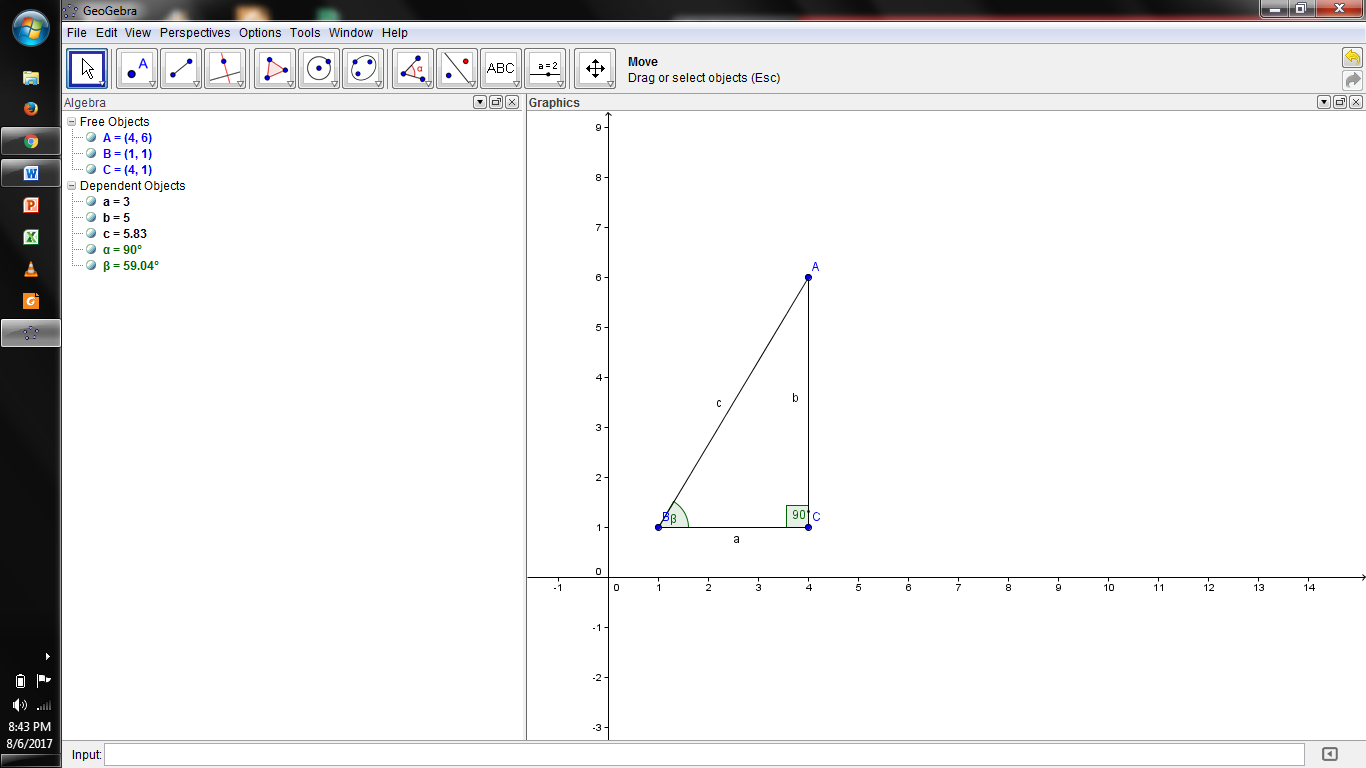 GeoGebra
File Edit View Perspectives Options Tools Window Help
A
α
ABC
a = 2
Move
Drag or select objects (Esc)
Algebra
Graphics
Free Objects
A = (4, 6)
B = (1, 1)
C = (4, 1)
Dependent Objects
a = 3
b = 5
c = 5.83
α = 90°
β = 59.04°
9
8
7
6
5
4
3
2
1
0
-1
-2
-3
A
c
b
B
β
90°
C
a
-1 0 1 2 3 4 5 6 7 8 9 10 11 12 13 14
8:43 PM
8/6/2017
Input: